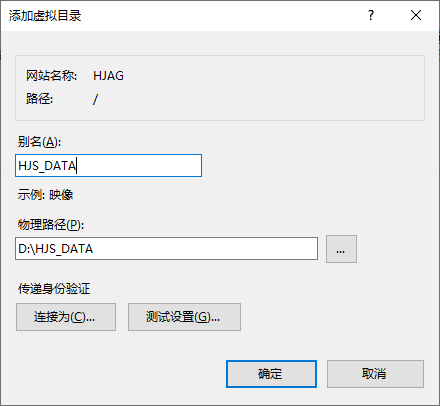 添加虚拟目录
网站名称: HJAG
路径: /
别名(A):
HJS_DATA
示例: 映像
物理路径(P):
D:\HJS_DATA
...
传递身份验证
连接为(C)...
测试设置(G)...
确定
取消